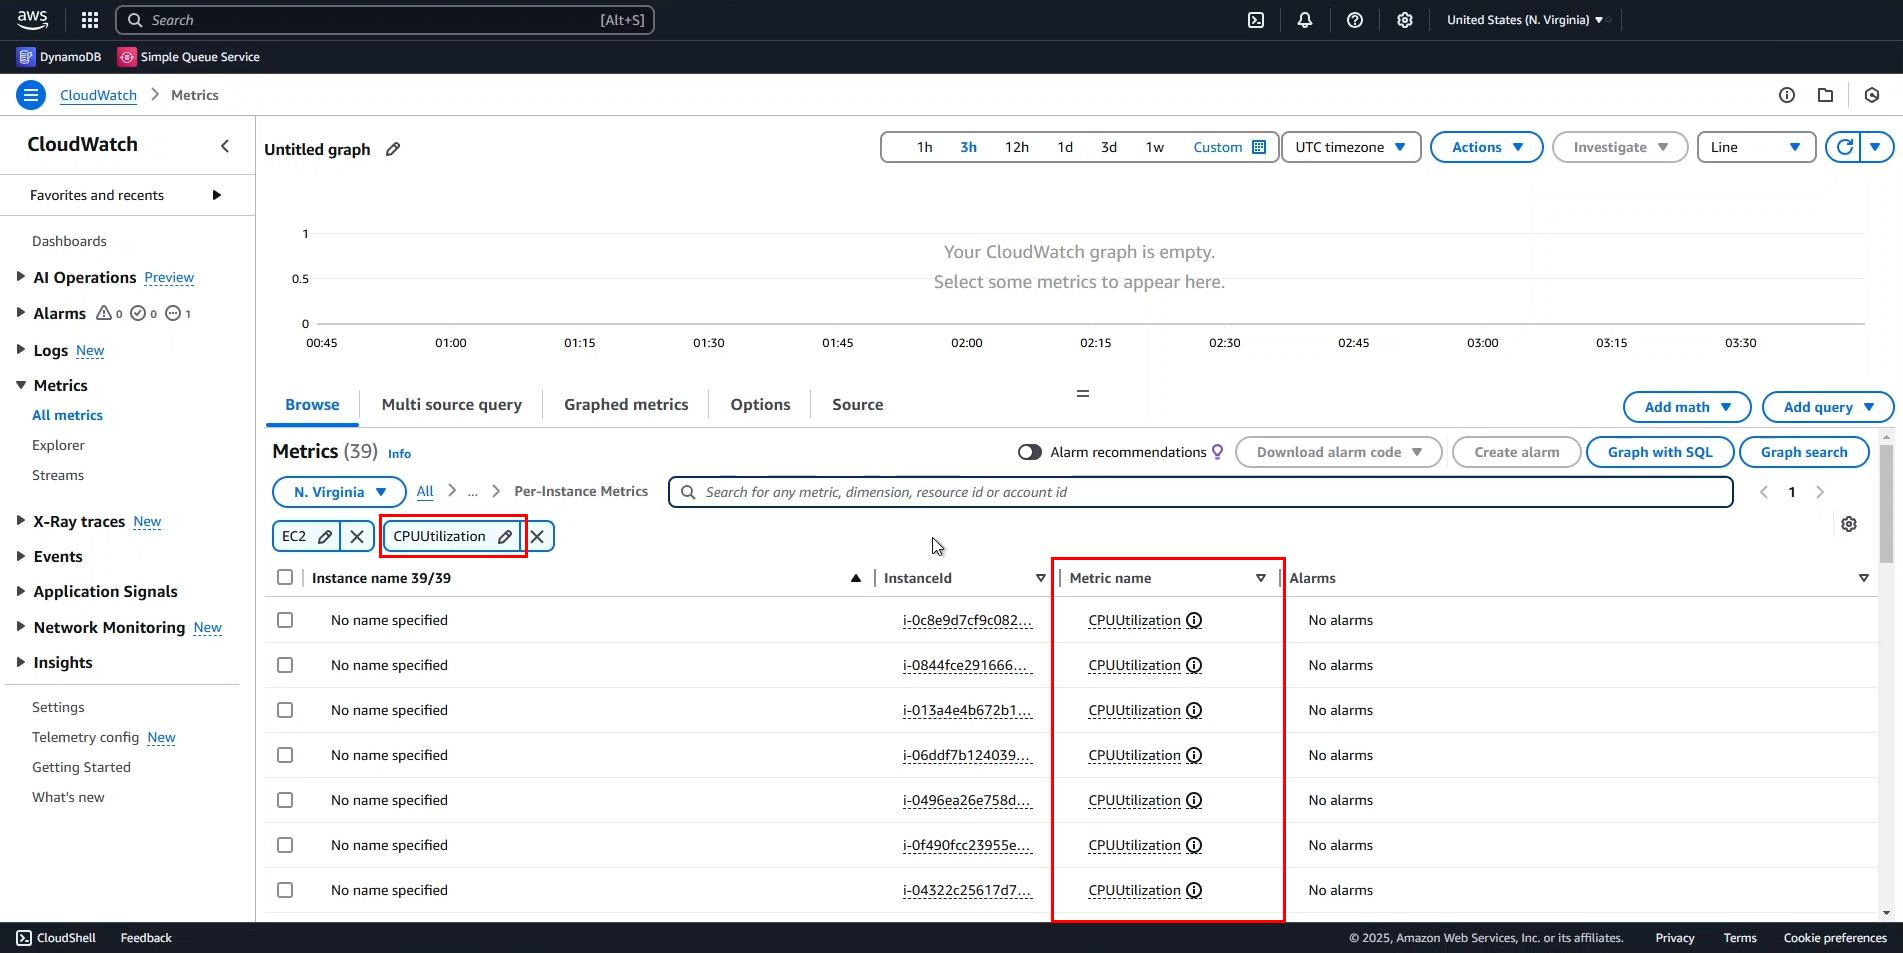 aws Search [Alt+S] United States (N. Virginia)
DynamoDB Simple Queue Service
CloudWatch Metrics
CloudWatch
Favorites and recents
Dashboards
AI Operations Preview
Alarms 0 0 1
Logs New
Metrics
All metrics
Explorer
Streams
X-Ray traces New
Events
Application Signals
Network Monitoring New
Insights
Settings
Telemetry config New
Getting Started
What's new
Untitled graph 1h 3h 12h 1d 3d 1w Custom UTC timezone Actions Investigate Line
1
Your CloudWatch graph is empty.
0.5
Select some metrics to appear here.
0
00:45 01:00 01:15 01:30 01:45 02:00 02:15 02:30 02:45 03:00 03:15 03:30
Browse Multi source query Graphed metrics Options Source Add math Add query
Metrics (39) Info Alarm recommendations Download alarm code Create alarm Graph with SQL Graph search
N. Virginia All ... Per-Instance Metrics Search for any metric, dimension, resource id or account id 1
EC2 CPUUtilization
Instance name 39/39 InstanceId Metric name Alarms
No name specified i-0c8e9d7cf9c082... CPUUtilization No alarms
No name specified i-0844fce291666... CPUUtilization No alarms
No name specified i-013a4e4b672b1... CPUUtilization No alarms
No name specified i-06ddf7b124039... CPUUtilization No alarms
No name specified i-0496ea26e758d... CPUUtilization No alarms
No name specified i-0f490fcc23955e... CPUUtilization No alarms
No name specified i-04322c25617d7... CPUUtilization No alarms
CloudShell Feedback © 2025, Amazon Web Services, Inc. or its affiliates. Privacy Terms Cookie preferences